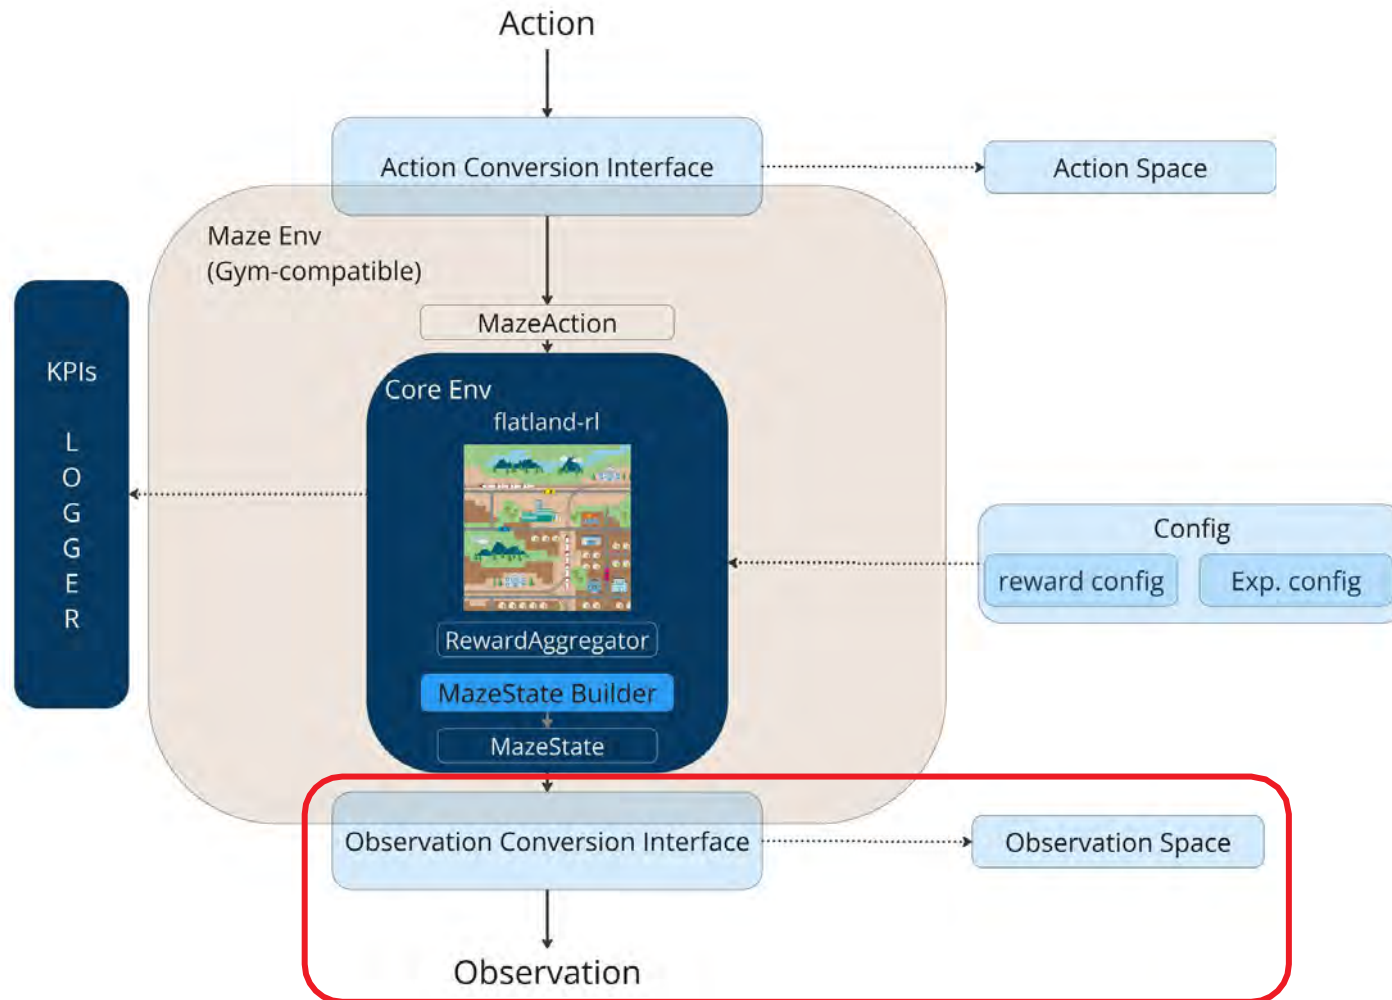 Action
Action Conversion Interface
Action Space
Maze Env
(Gym-compatible)
MazeAction
KPIs
L
O
G
G
E
R
Core Env
flatland-rl
Config
reward config
Exp. config
RewardAggregator
MazeState Builder
MazeState
Observation Conversion Interface
Observation Space
Observation